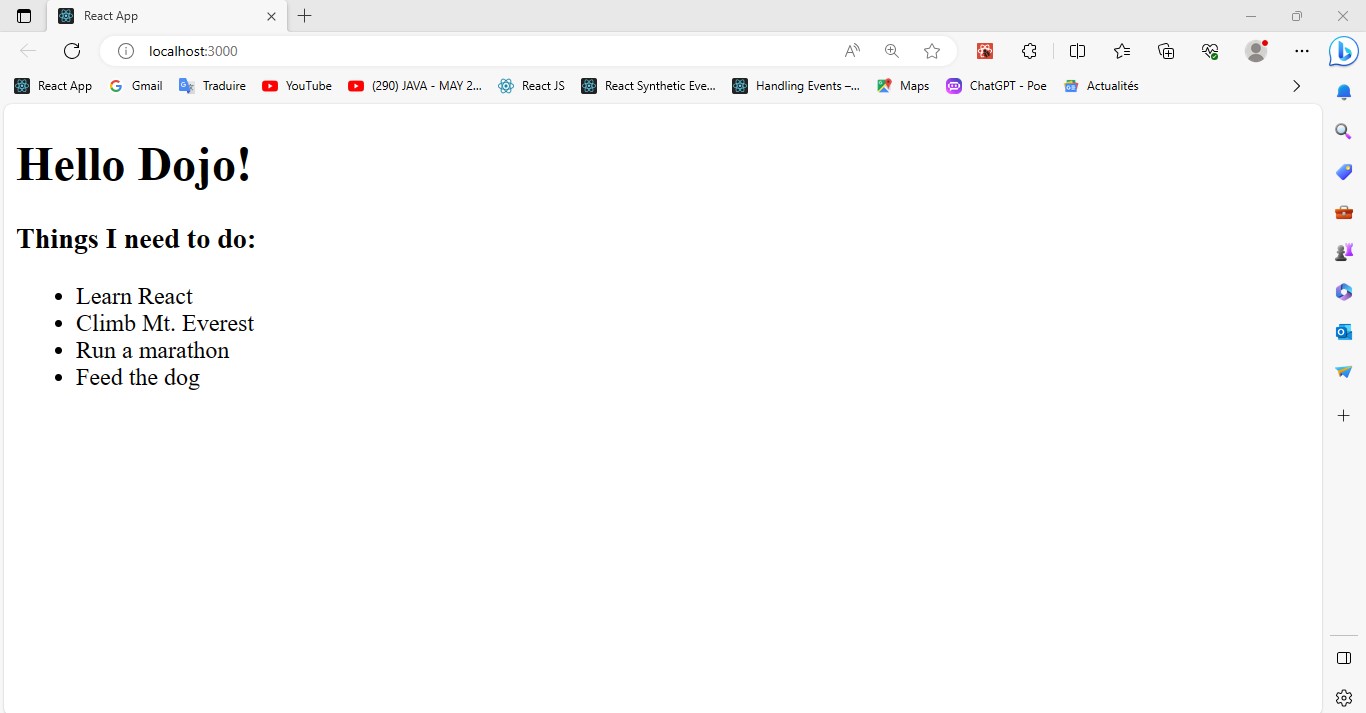 React App
localhost:3000
React App Gmail Traduire YouTube (290) JAVA - MAY 2... React JS React Synthetic Eve... Handling Events –... Maps ChatGPT - Poe Actualités
Hello Dojo!
Things I need to do:
• Learn React
• Climb Mt. Everest
• Run a marathon
• Feed the dog